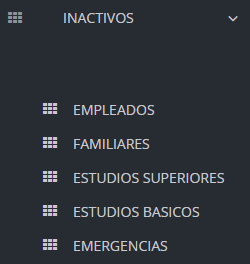 INACTIVOS
EMPLEADOS
FAMILIARES
ESTUDIOS SUPERIORES
ESTUDIOS BASICOS
EMERGENCIAS